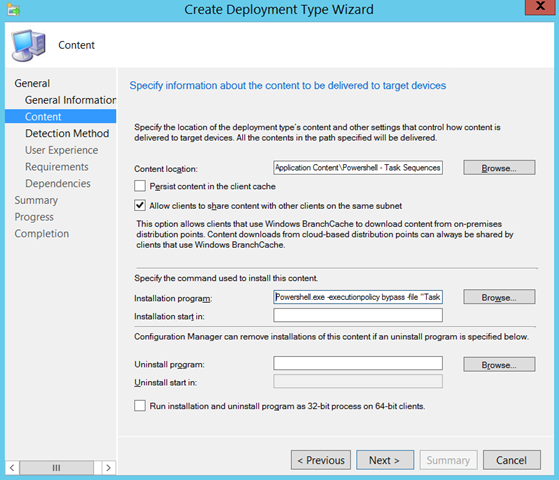 Create Deployment Type Wizard
X
Content
General
General Information
Content
Detection Method
User Experience
Requirements
Dependencies
Summary
Progress
Completion
Specify information about the content to be delivered to target devices
Specify the location of the deployment type's content and other settings that control how content is
delivered to target devices. All the contents in the path specified will be delivered.
Content location: Application Content\Powershell - Task Sequences Browse...
Persist content in the client cache
Allow clients to share content with other clients on the same subnet
This option allows clients that use Windows BranchCache to download content from on-premises
distribution points. Content downloads from cloud-based distribution points can always be shared by
clients that use Windows BranchCache.
Specify the command used to install this content.
Installation program: Powershell.exe -executionpolicy bypass -file "Task Browse...
Installation start in:
Configuration Manager can remove installations of this content if an uninstall program is specified below.
Uninstall program: Browse...
Uninstall start in:
Run installation and uninstall program as 32-bit process on 64-bit clients.
< Previous Next > Summary Cancel